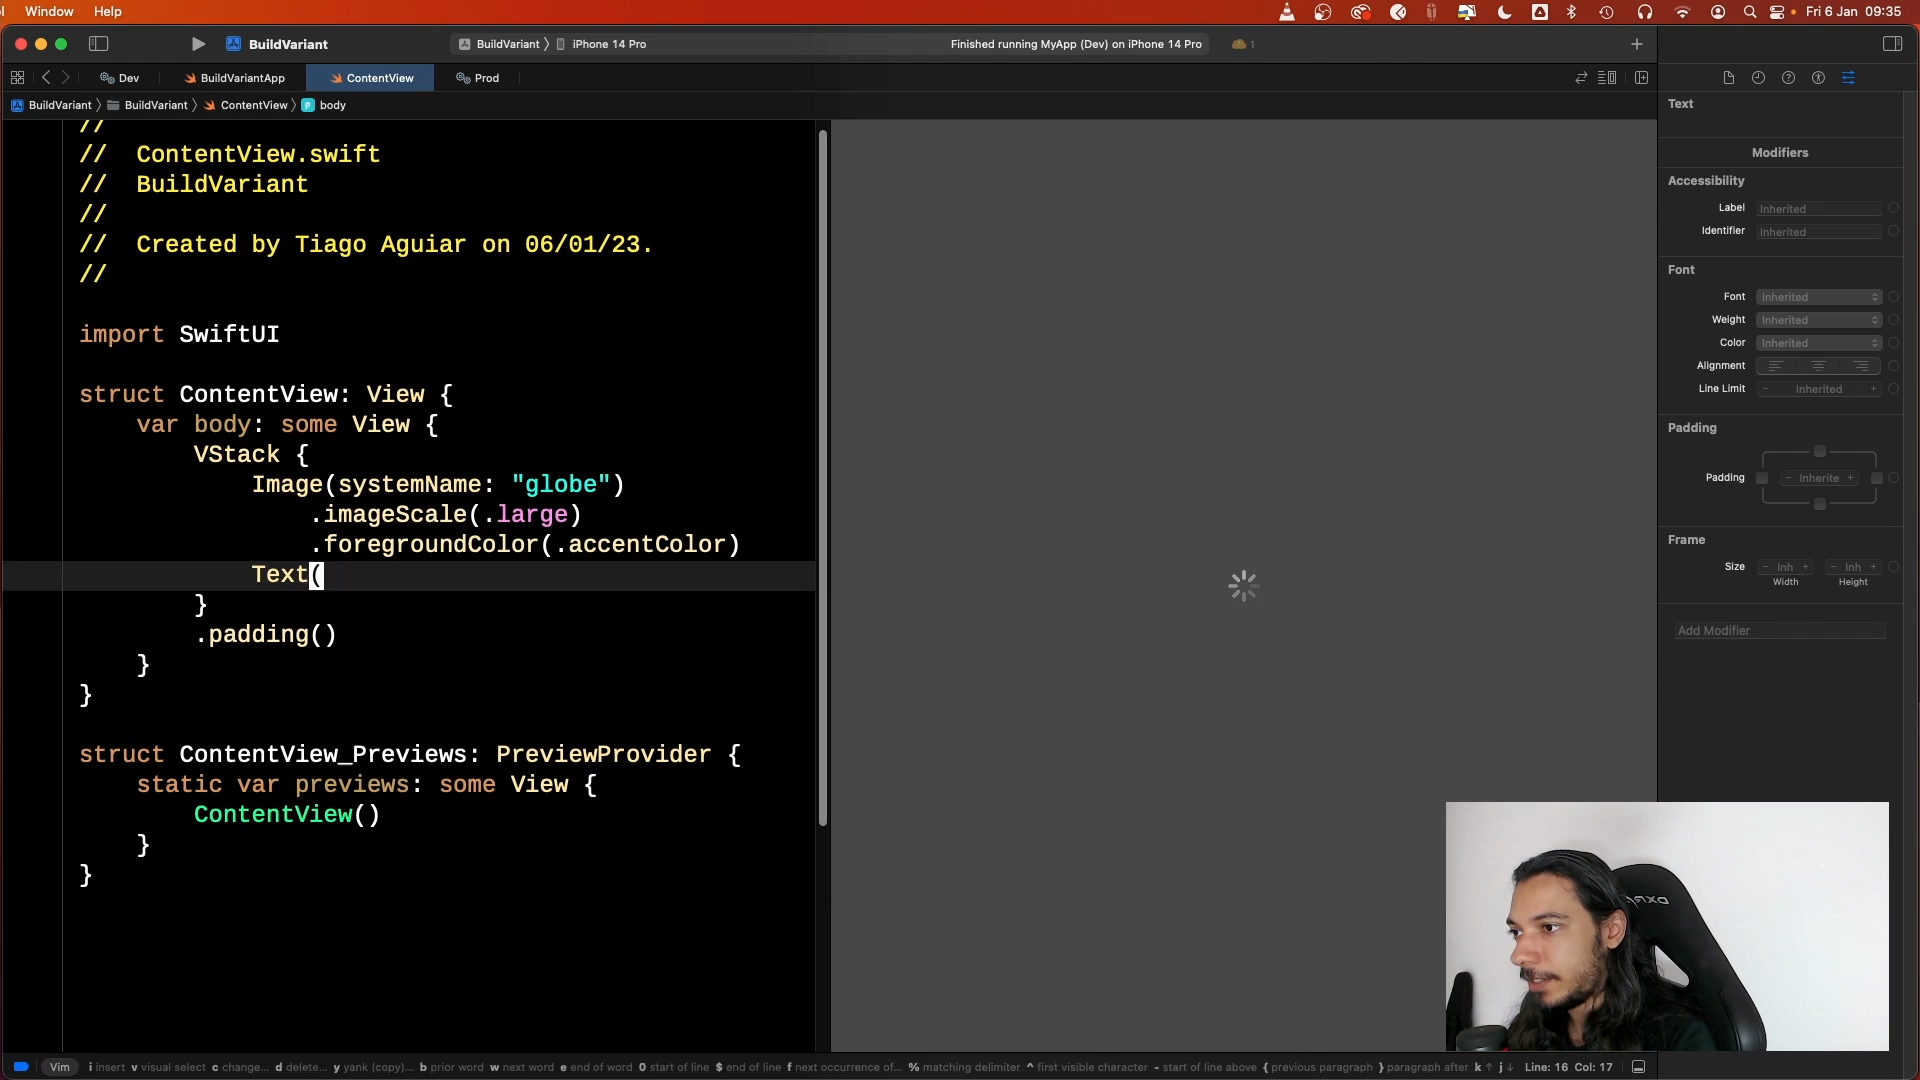 Window Help
Fri 6 Jan 09:35
BuildVariant
BuildVariant 〉 iPhone 14 Pro
Finished running MyApp (Dev) on iPhone 14 Pro
1
Dev
BuildVariantApp
ContentView
Prod
BuildVariant 〉 BuildVariant 〉 ContentView 〉 P body
//
// ContentView.swift
// BuildVariant
//
// Created by Tiago Aguiar on 06/01/23.
//
import SwiftUI
struct ContentView: View {
var body: some View {
VStack {
Image(systemName: "globe")
.imageScale(.large)
.foregroundColor(.accentColor)
Text(
}
.padding()
}
}
struct ContentView_Previews: PreviewProvider {
static var previews: some View {
ContentView()
}
}
Text
Modifiers
Accessibility
Label Inherited
Identifier Inherited
Font
Font Inherited
Weight Inherited
Color Inherited
Alignment
Line Limit − Inherited +
Padding
Padding − Inherite +
Frame
Size − Inh + − Inh +
Width Height
Add Modifier
Vim i insert v visual select c change... d delete... y yank (copy)... b prior word w next word e end of word 0 start of line $ end of line f next occurrence of... % matching delimiter ^ first visible character - start of line above { previous paragraph } paragraph after k ↑ j ↓ Line: 16 Col: 17